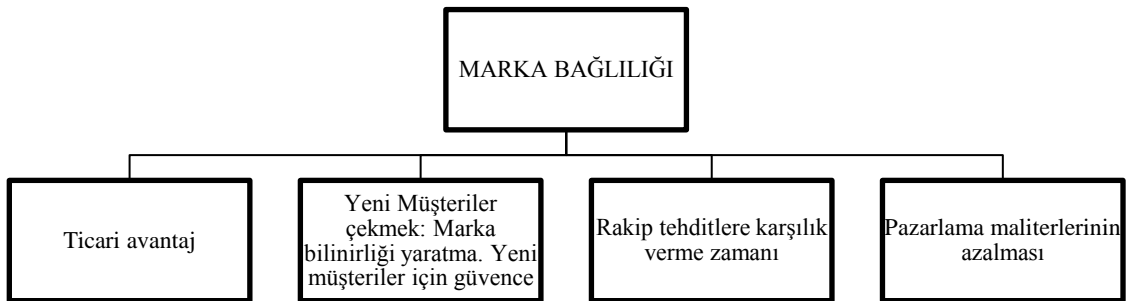 MARKA BAĞLILIĞI
Ticari avantaj
Yeni Müşteriler
çekmek: Marka
bilinirliği yaratma. Yeni
müşteriler için güvence
Rakip tehditlere karşılık
verme zamanı
Pazarlama maliterlerinin
azalması